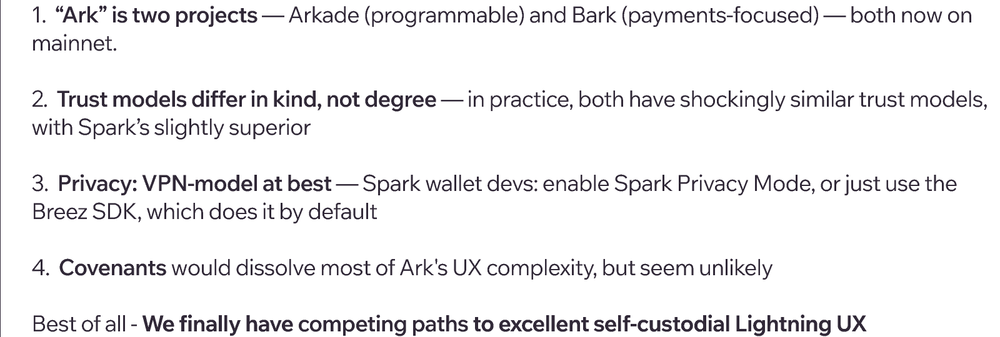 1. “Ark” is two projects — Arkade (programmable) and Bark (payments-focused) — both now on
mainnet.
2. Trust models differ in kind, not degree — in practice, both have shockingly similar trust models,
with Spark’s slightly superior
3. Privacy: VPN-model at best — Spark wallet devs: enable Spark Privacy Mode, or just use the
Breez SDK, which does it by default
4. Covenants would dissolve most of Ark's UX complexity, but seem unlikely
Best of all - We finally have competing paths to excellent self-custodial Lightning UX